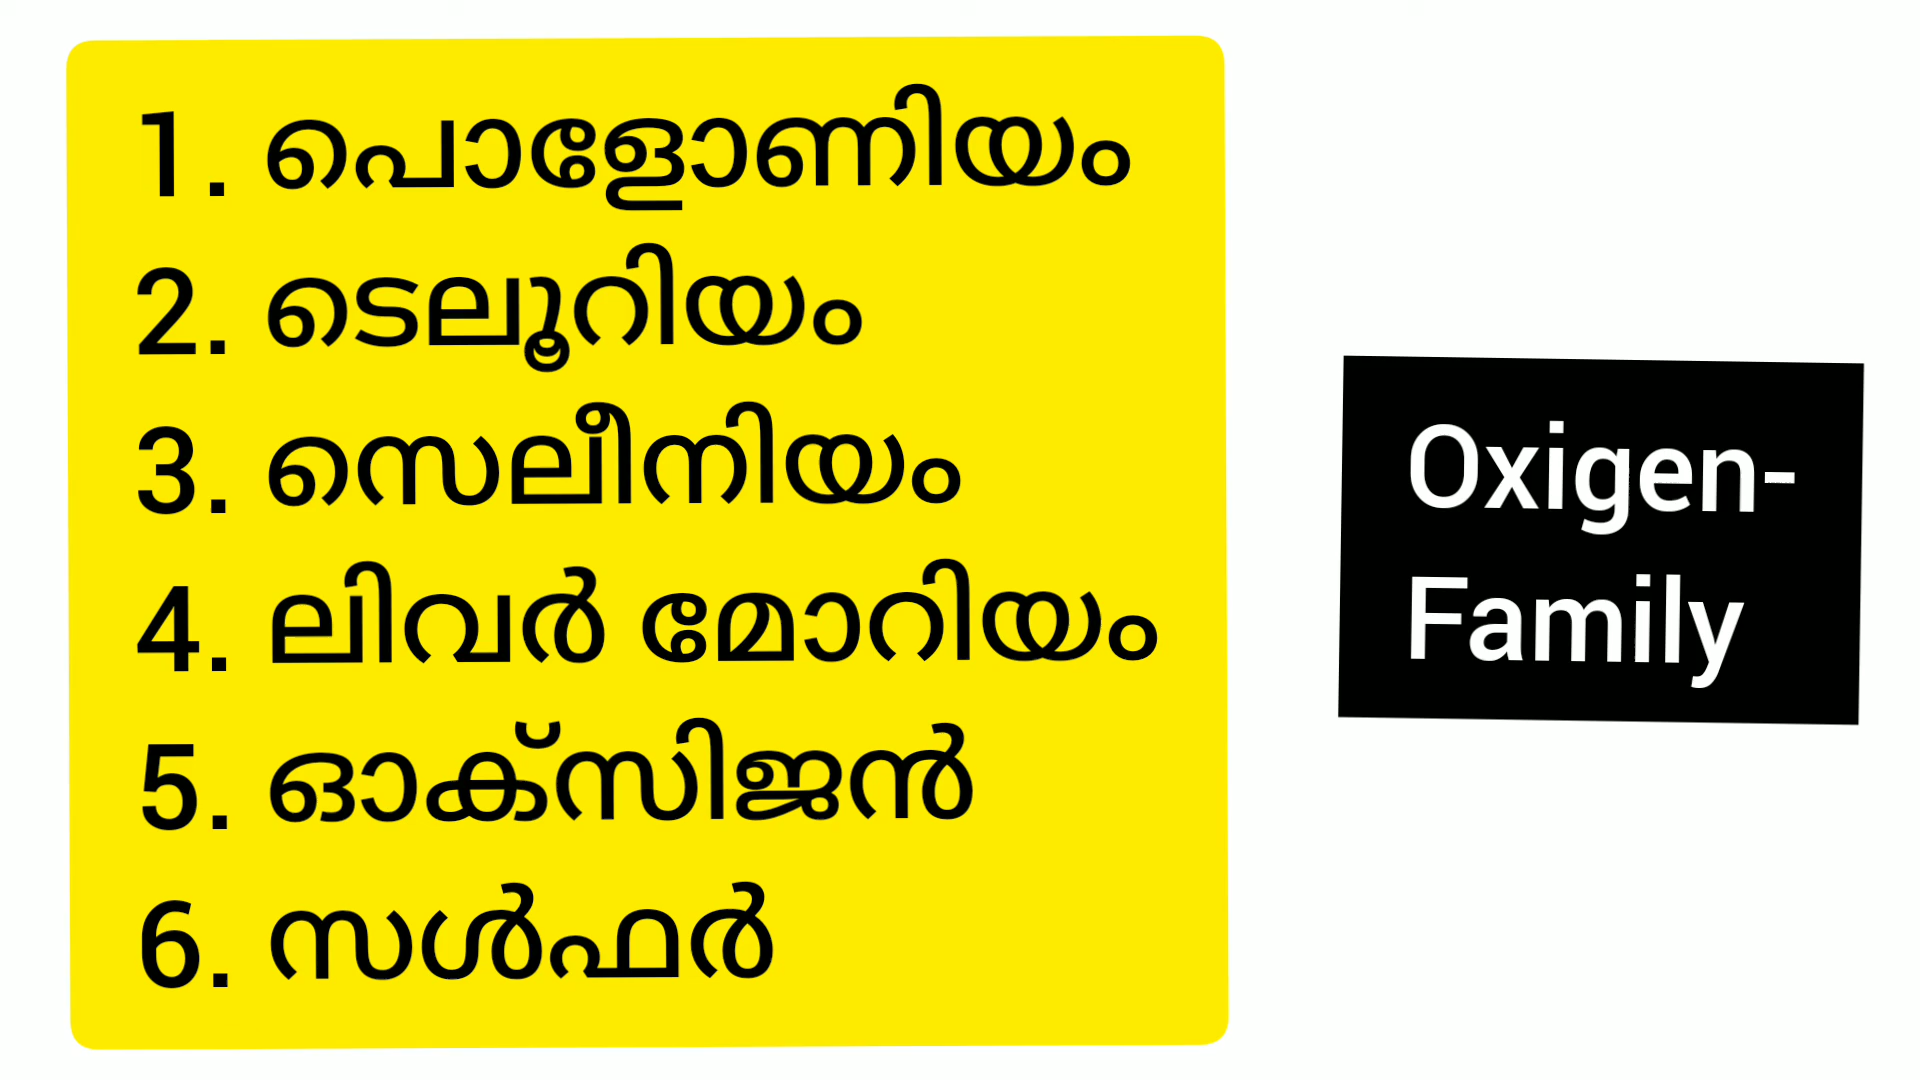 1. പൊളോണിയം
2. ടെലൂറിയം
3. സെലീനിയം
4. ലിവർ മോറിയം
5. ഓക്സിജൻ
6. സൾഫർ
Oxigen-
Family